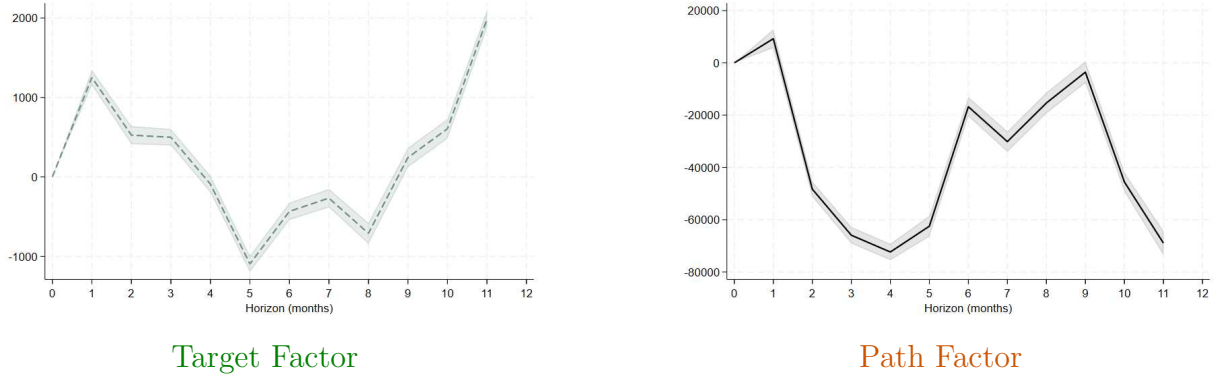 2000
1000
0
-1000
0 1 2 3 4 5 6 7 8 9 10 11 12
Horizon (months)
Target Factor
20000
0
-20000
-40000
-60000
-80000
0 1 2 3 4 5 6 7 8 9 10 11 12
Horizon (months)
Path Factor